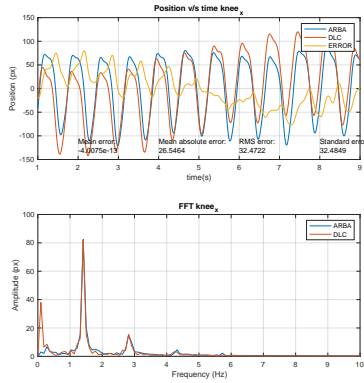 Position v/s time knee_x
150
100
50
0
-50
-100
-150
Position (px)
ARBA
DLC
ERROR
Mean error:
-4.0075e-13
Mean absolute error:
26.5464
RMS error:
32.4722
Standard erro
32.4849
1 2 3 4 5 6 7 8 9
time(s)
FFT knee_x
100
80
60
40
20
0
Amplitude (px)
ARBA
DLC
0 1 2 3 4 5 6 7 8 9 10
Frequency (Hz)